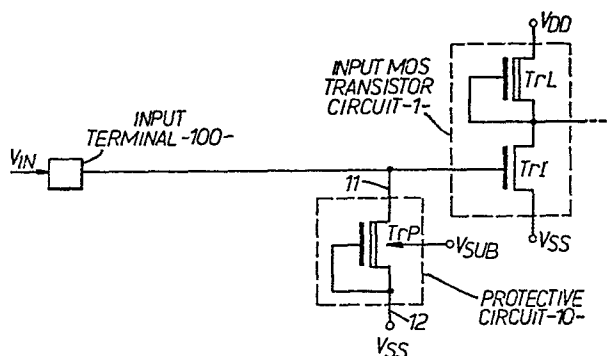 VDD
INPUT MOS
TRANSISTOR
CIRCUIT-1-
TrL
INPUT
TERMINAL-100-
VIN
11
TrI
VSS
TrP
VSUB
12
VSS
PROTECTIVE
CIRCUIT-10-